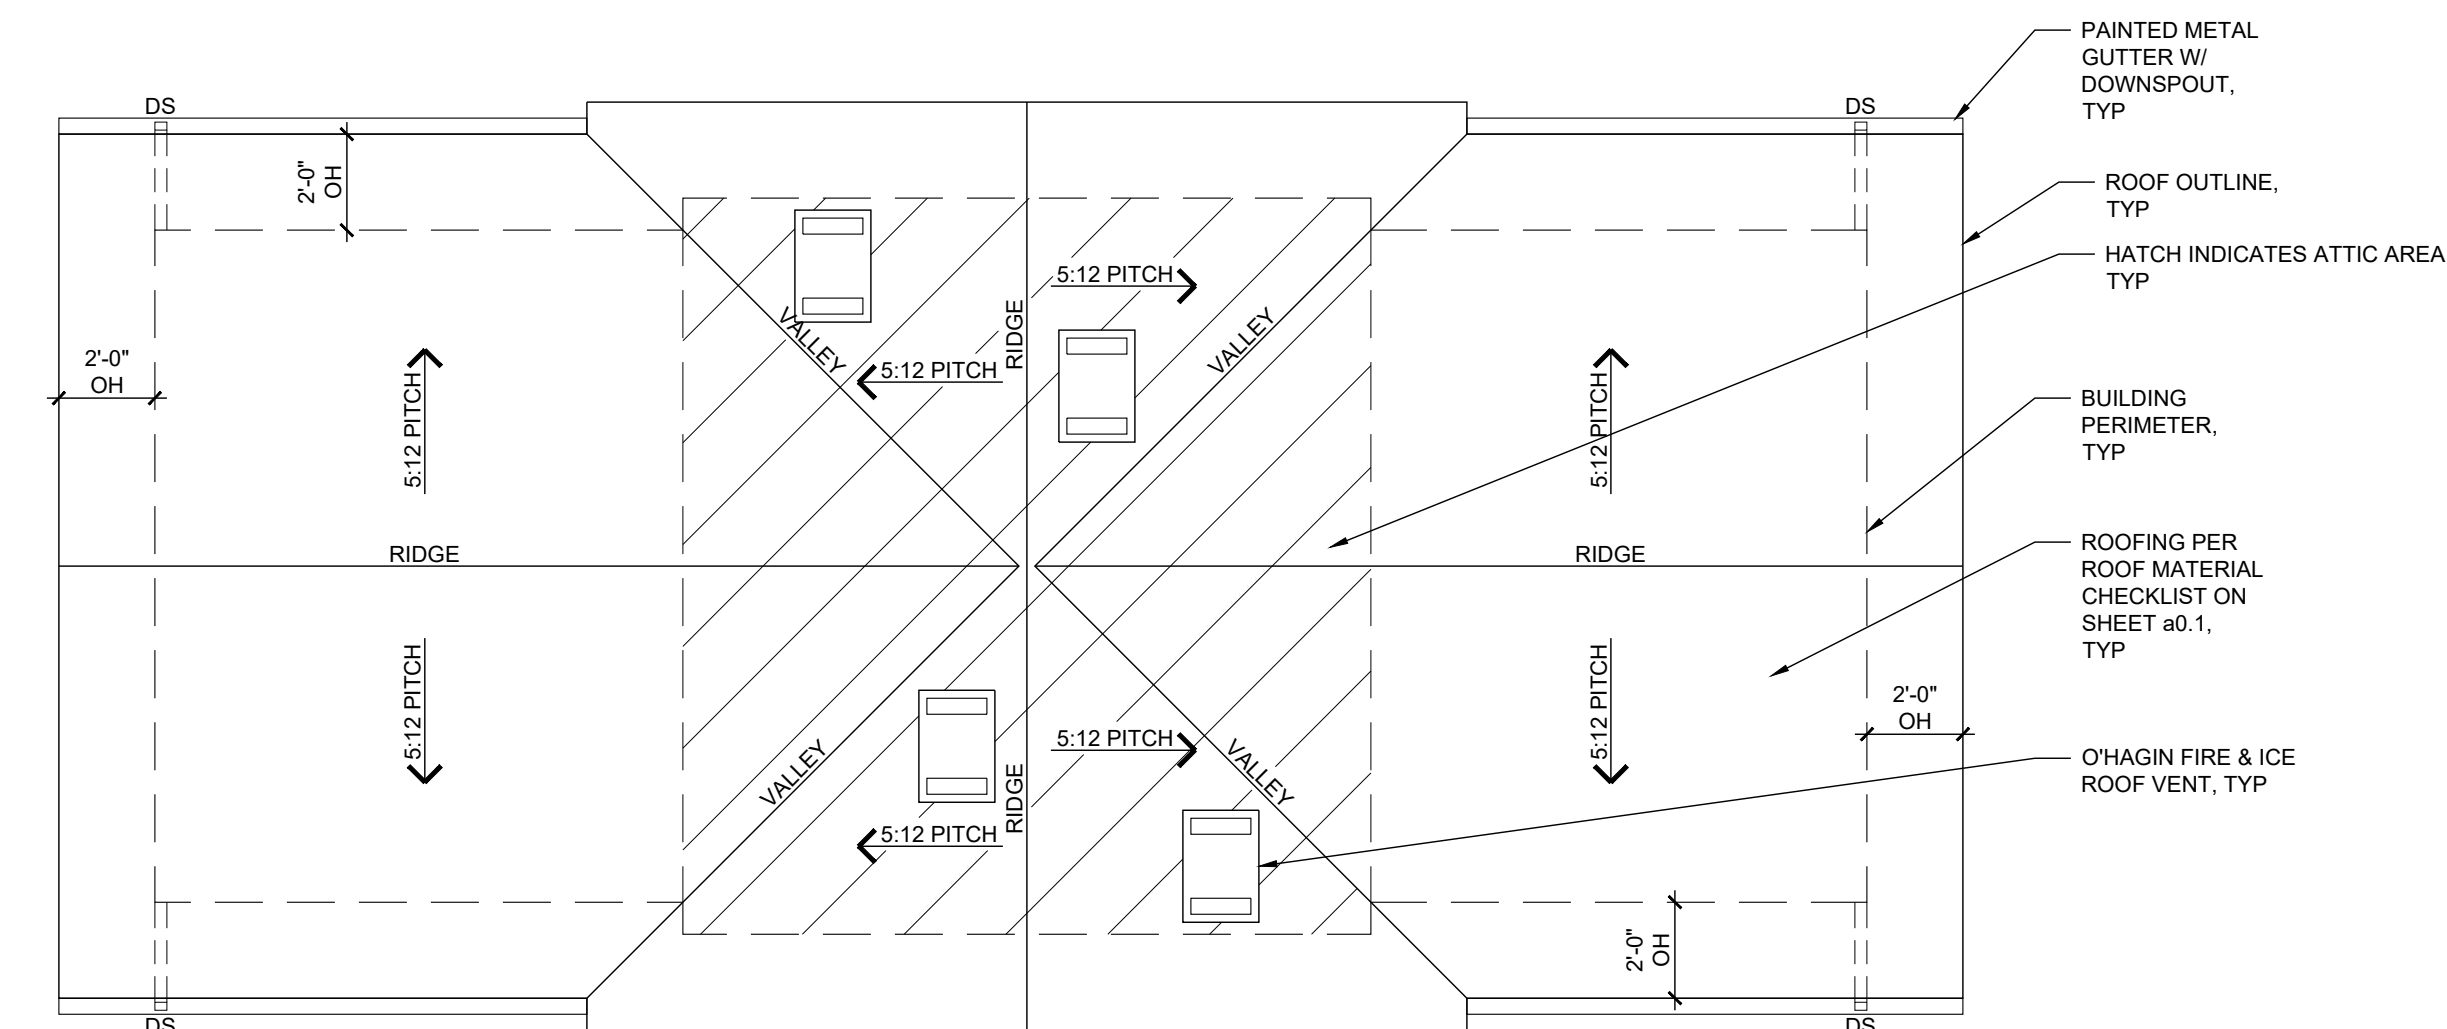 PAINTED METAL
GUTTER W/
DOWNSPOUT,
TYP
DS
DS
2'-0"
OH
ROOF OUTLINE,
TYP
HATCH INDICATES ATTIC AREA
TYP
5:12 PITCH
RIDGE
VALLEY
VALLEY
5:12 PITCH
2'-0"
OH
5:12 PITCH
5:12 PITCH
BUILDING
PERIMETER,
TYP
RIDGE
RIDGE
ROOFING PER
ROOF MATERIAL
CHECKLIST ON
SHEET a0.1,
TYP
5:12 PITCH
5:12 PITCH
2'-0"
OH
5:12 PITCH
VALLEY
VALLEY
RIDGE
O'HAGIN FIRE & ICE
ROOF VENT, TYP
5:12 PITCH
2'-0"
OH
DS
DS